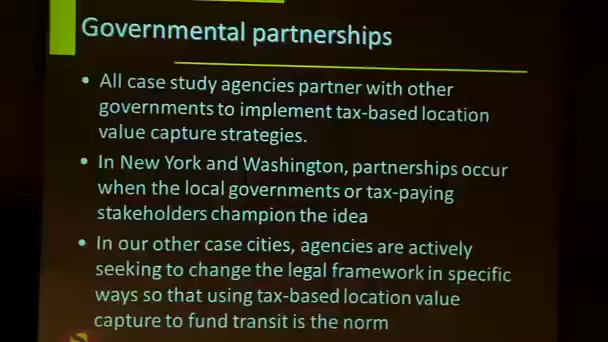 Governmental partnerships
• All case study agencies partner with other
governments to implement tax-based location
value capture strategies.
• In New York and Washington, partnerships occur
when the local governments or tax-paying
stakeholders champion the idea
• In our other case cities, agencies are actively
seeking to change the legal framework in specific
ways so that using tax-based location value
capture to fund transit is the norm